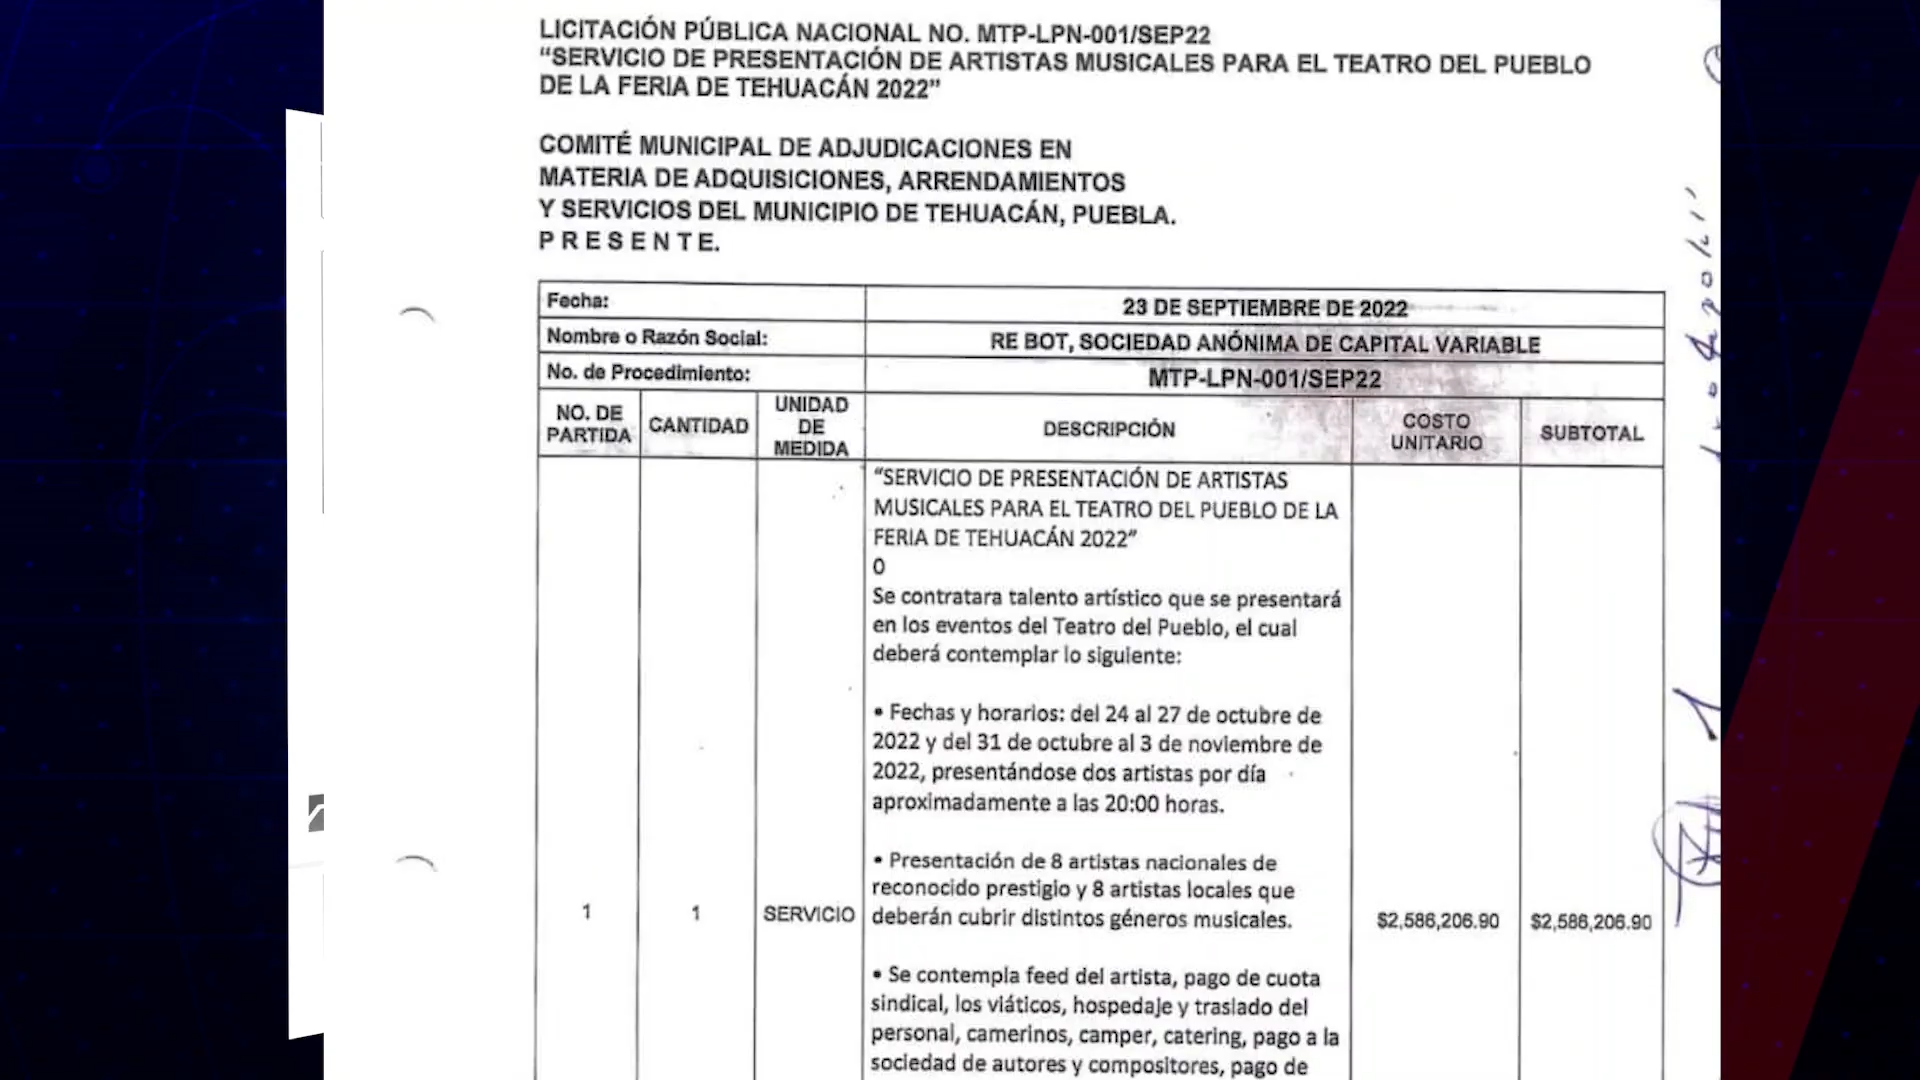 LICITACIÓN PÚBLICA NACIONAL NO. MTP-LPN-001/SEP22
“SERVICIO DE PRESENTACIÓN DE ARTISTAS MUSICALES PARA EL TEATRO DEL PUEBLO
DE LA FERIA DE TEHUACÁN 2022”
COMITÉ MUNICIPAL DE ADJUDICACIONES EN
MATERIA DE ADQUISICIONES, ARRENDAMIENTOS
Y SERVICIOS DEL MUNICIPIO DE TEHUACÁN, PUEBLA.
P R E S E N T E.
Fecha: 23 DE SEPTIEMBRE DE 2022
Nombre o Razón Social: RE BOT, SOCIEDAD ANÓNIMA DE CAPITAL VARIABLE
No. de Procedimiento: MTP-LPN-001/SEP22
NO. DE PARTIDA CANTIDAD UNIDAD DE MEDIDA DESCRIPCIÓN COSTO UNITARIO SUBTOTAL
“SERVICIO DE PRESENTACIÓN DE ARTISTAS
MUSICALES PARA EL TEATRO DEL PUEBLO DE LA
FERIA DE TEHUACÁN 2022”
0
Se contratara talento artístico que se presentará
en los eventos del Teatro del Pueblo, el cual
deberá contemplar lo siguiente:
• Fechas y horarios: del 24 al 27 de octubre de
2022 y del 31 de octubre al 3 de noviembre de
2022, presentándose dos artistas por día
aproximadamente a las 20:00 horas.
• Presentación de 8 artistas nacionales de
reconocido prestigio y 8 artistas locales que
1 1 SERVICIO deberán cubrir distintos géneros musicales. $2,586,206.90 $2,586,206.90
• Se contempla feed del artista, pago de cuota
sindical, los viáticos, hospedaje y traslado del
personal, camerinos, camper, catering, pago a la
sociedad de autores y compositores, pago de